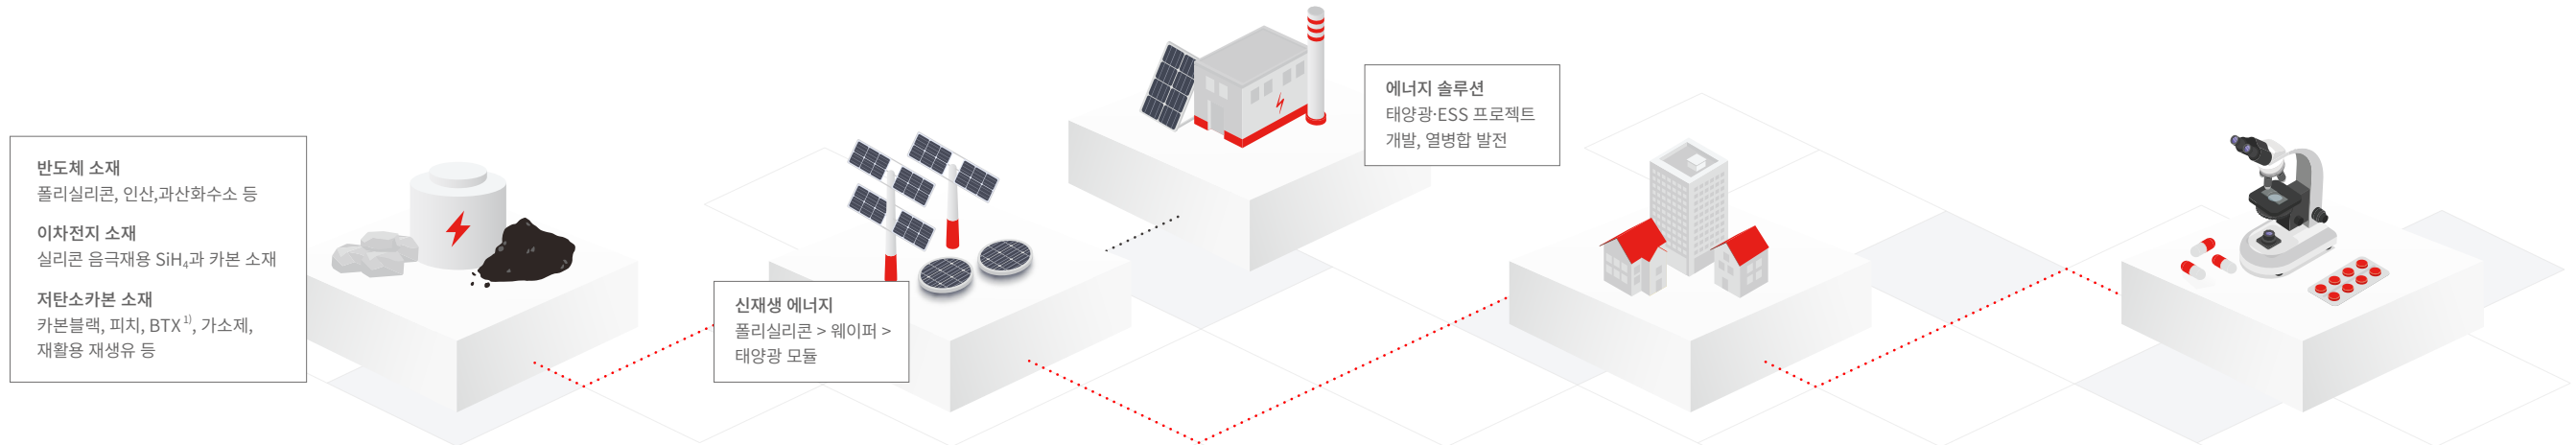 반도체 소재
폴리실리콘, 인산,과산화수소 등
이차전지 소재
실리콘 음극재용 SiH₄과 카본 소재
저탄소카본 소재
카본블랙, 피치, BTX¹⁾, 가소제,
재활용 재생유 등
신재생 에너지
폴리실리콘 > 웨이퍼 >
태양광 모듈
에너지 솔루션
태양광·ESS 프로젝트
개발, 열병합 발전